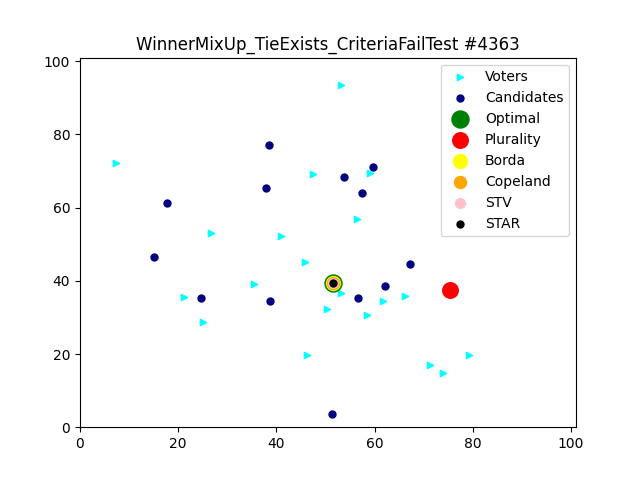 WinnerMixUp_TieExists_CriteriaFailTest #4363
100
80
60
40
20
0
0
20
40
60
80
100
Voters
Candidates
Optimal
Plurality
Borda
Copeland
STV
STAR